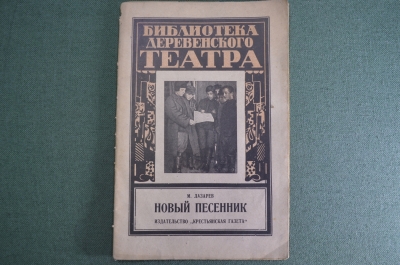 БИБЛИОТЕКА
ДЕРЕВЕНСКОГО
ТЕАТРА
М. ЛАЗАРЕВ
НОВЫЙ ПЕСЕННИК
ИЗДАТЕЛЬСТВО „КРЕСТЬЯНСКАЯ ГАЗЕТА"